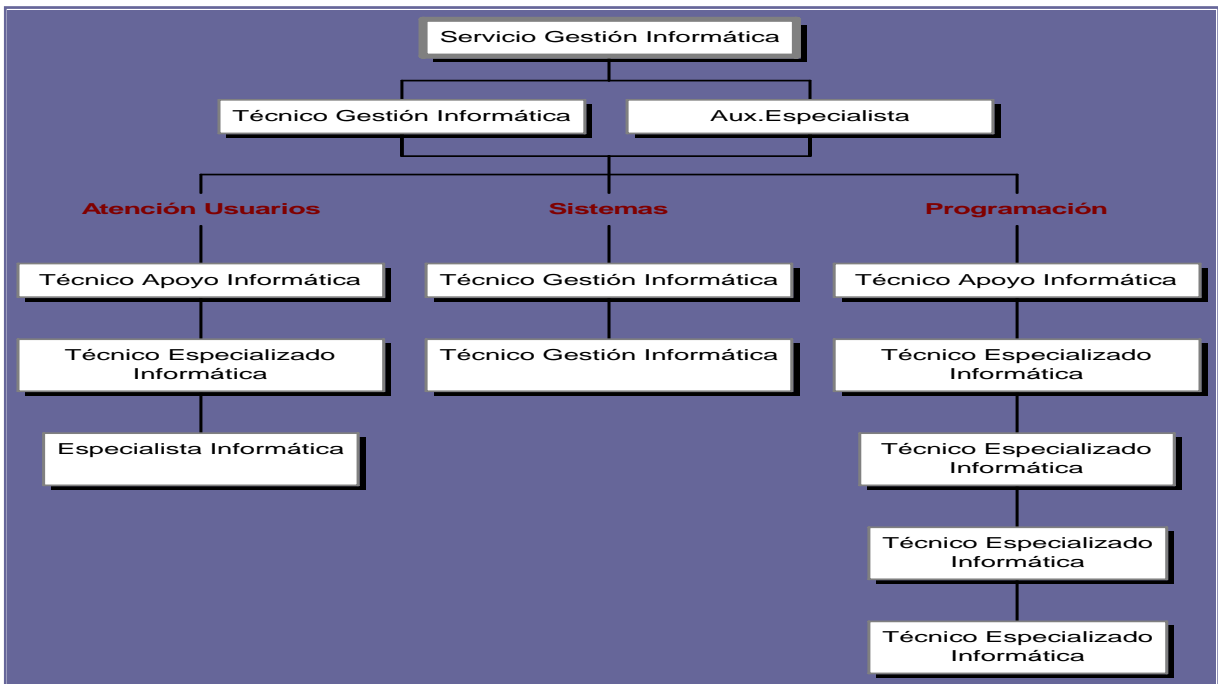 Servicio Gestión Informática
Técnico Gestión Informática
Aux.Especialista
Atención Usuarios
Sistemas
Programación
Técnico Apoyo Informática
Técnico Gestión Informática
Técnico Apoyo Informática
Técnico Especializado
Informática
Técnico Gestión Informática
Técnico Especializado
Informática
Especialista Informática
Técnico Especializado
Informática
Técnico Especializado
Informática
Técnico Especializado
Informática